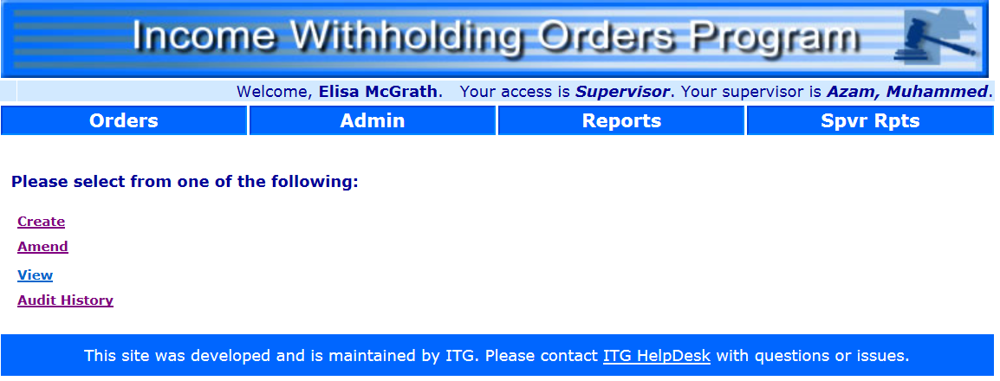 Income Withholding Orders Program
Welcome, Elisa McGrath. Your access is Supervisor. Your supervisor is Azam, Muhammed.
Orders Admin Reports Spvr Rpts
Please select from one of the following:
Create
Amend
View
Audit History
This site was developed and is maintained by ITG. Please contact ITG HelpDesk with questions or issues.